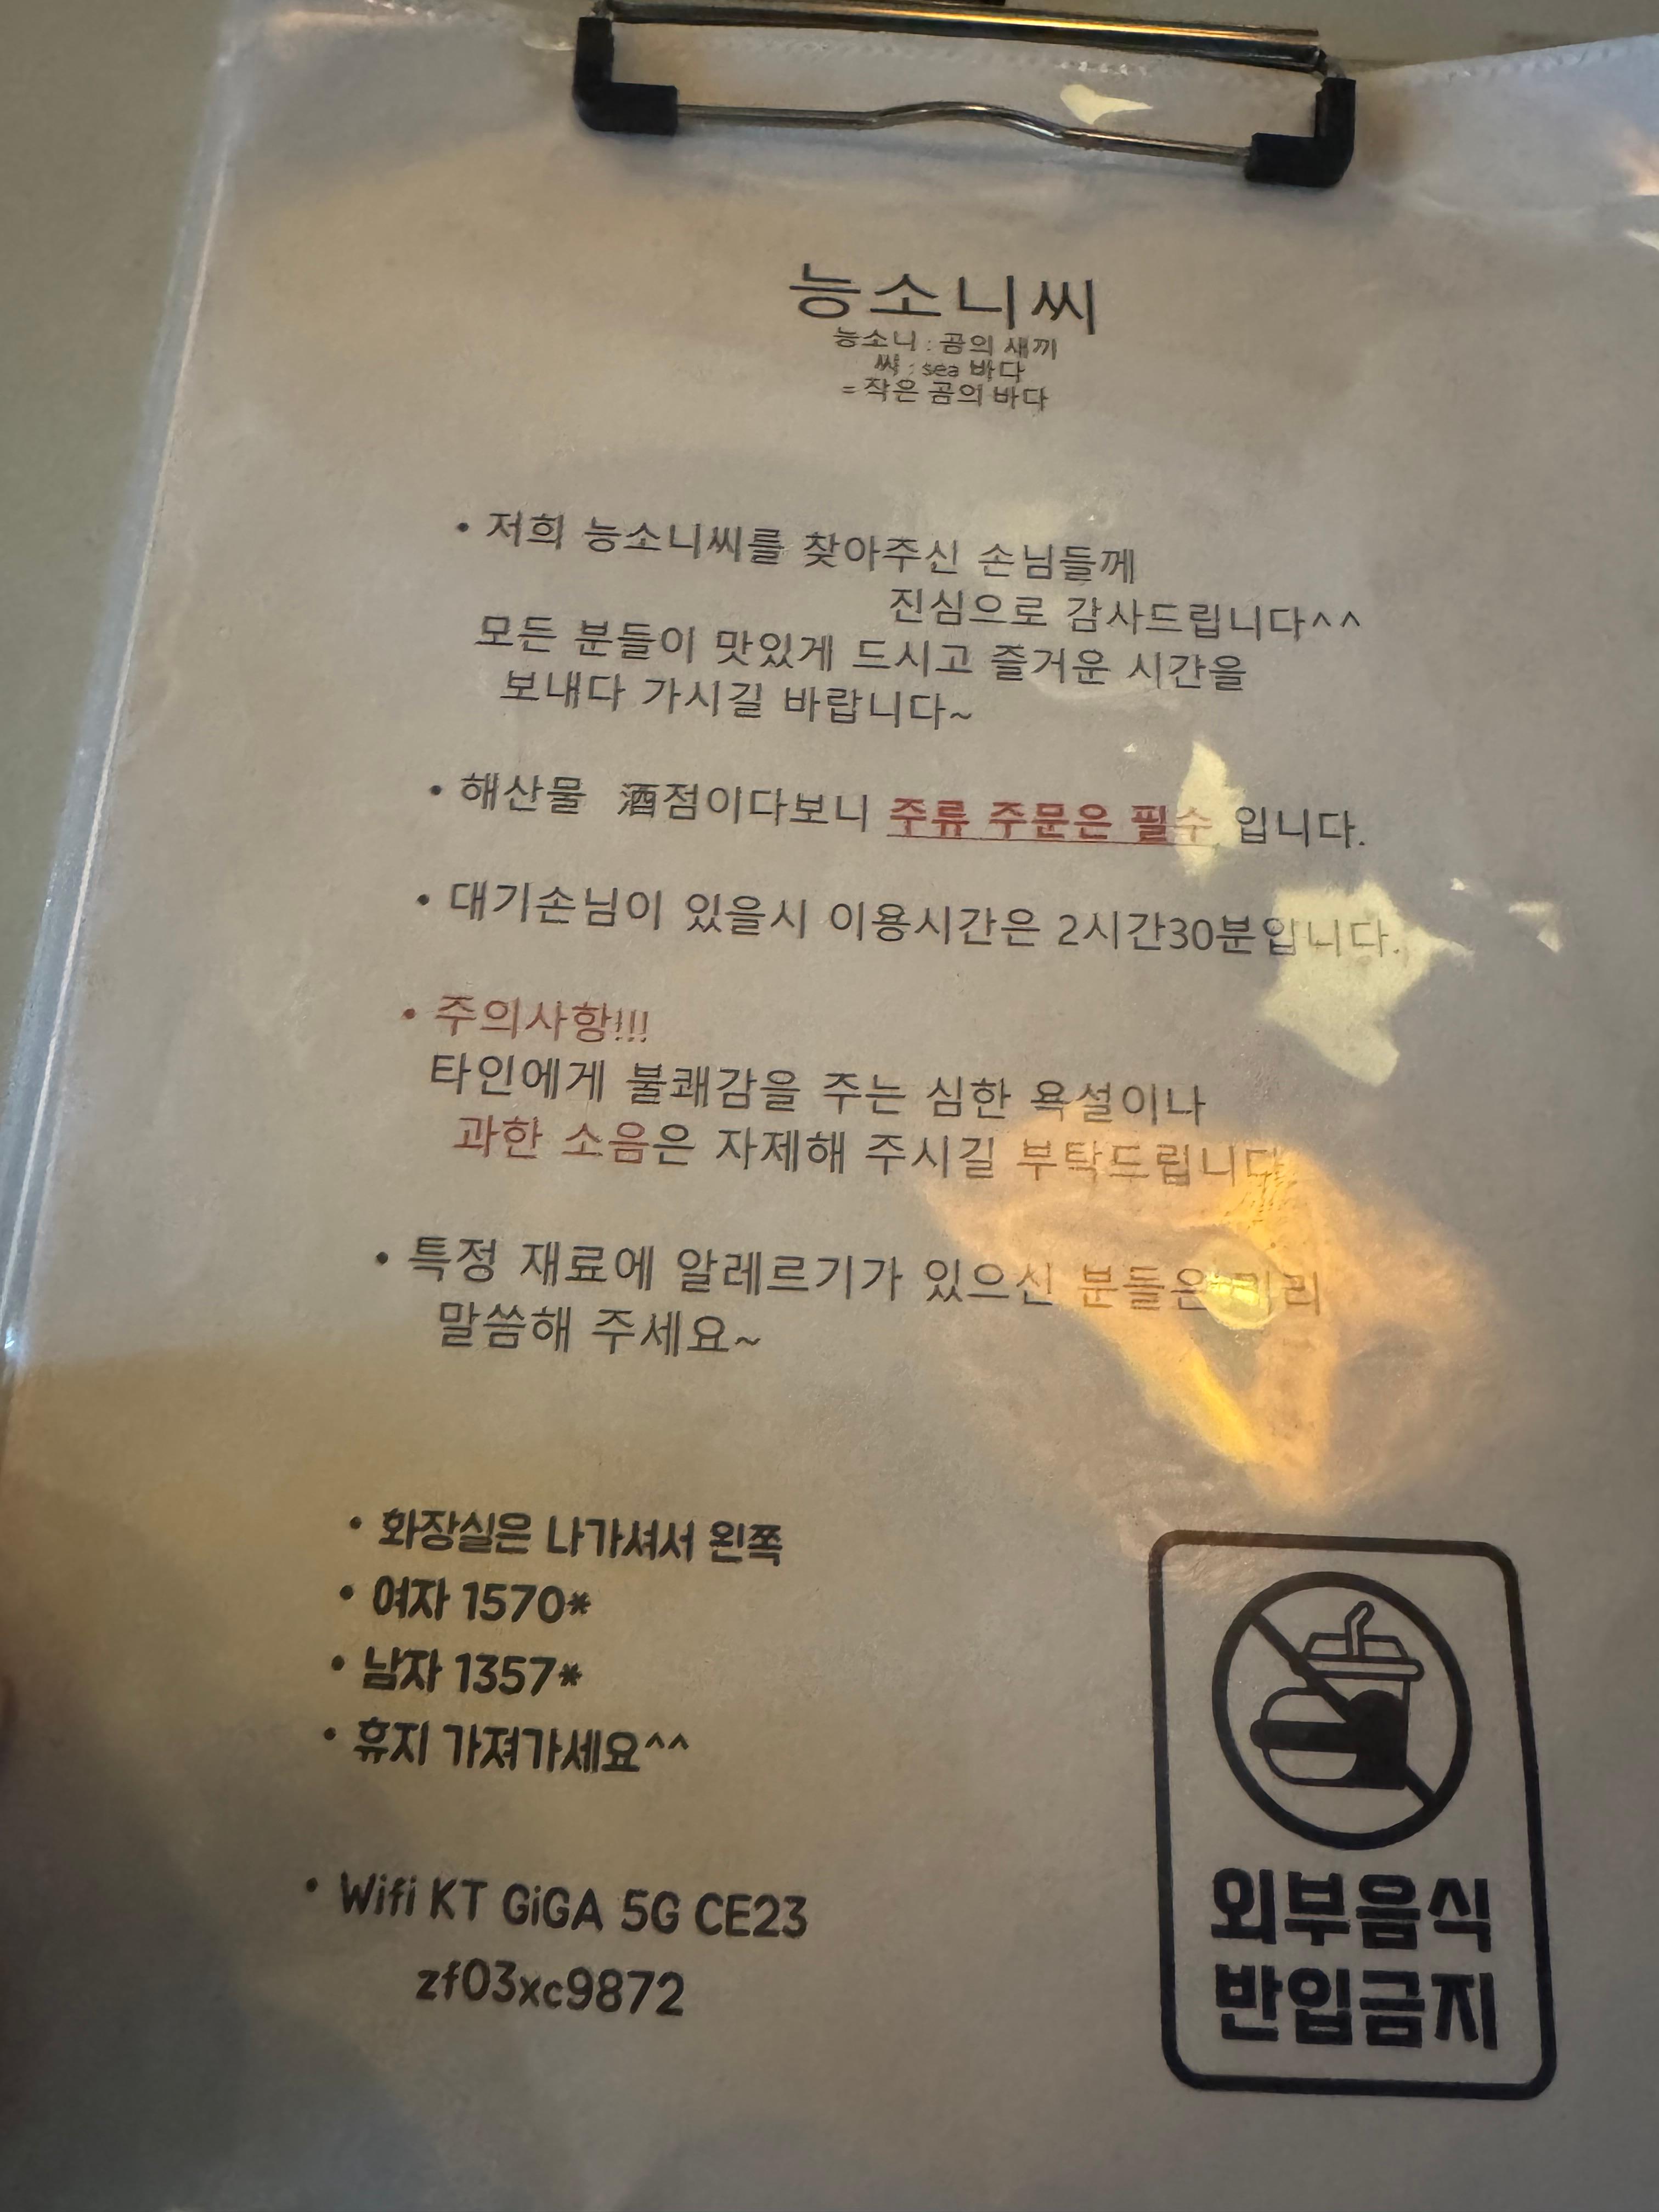 능소니씨
능소니 : 곰의 새끼
씨 : sea 바다
= 작은 곰의 바다
• 저희 능소니씨를 찾아주신 손님들께
진심으로 감사드립니다^^
모든 분들이 맛있게 드시고 즐거운 시간을
보내다 가시길 바랍니다~
• 해산물 酒점이다보니 주류 주문은 필수 입니다.
• 대기손님이 있을시 이용시간은 2시간30분입니다.
• 주의사항!!!
타인에게 불쾌감을 주는 심한 욕설이나
과한 소음은 자제해 주시길 부탁드립니다
• 특정 재료에 알레르기가 있으신 분들은 미리
말씀해 주세요~
• 화장실은 나가셔서 왼쪽
• 여자 1570*
• 남자 1357*
• 휴지 가져가세요^^
• Wifi KT GiGA 5G CE23
zf03xc9872
외부음식
반입금지